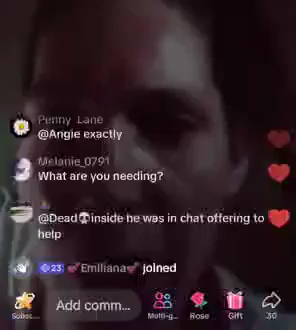 Penny_Lane
@Angie exactly
Melanie_0791
What are you needing?
@Dead💀inside he was in chat offering to
help
23 💕Emiliana💕 joined
Subsc... Add comm... Multi-g... Rose Gift 30